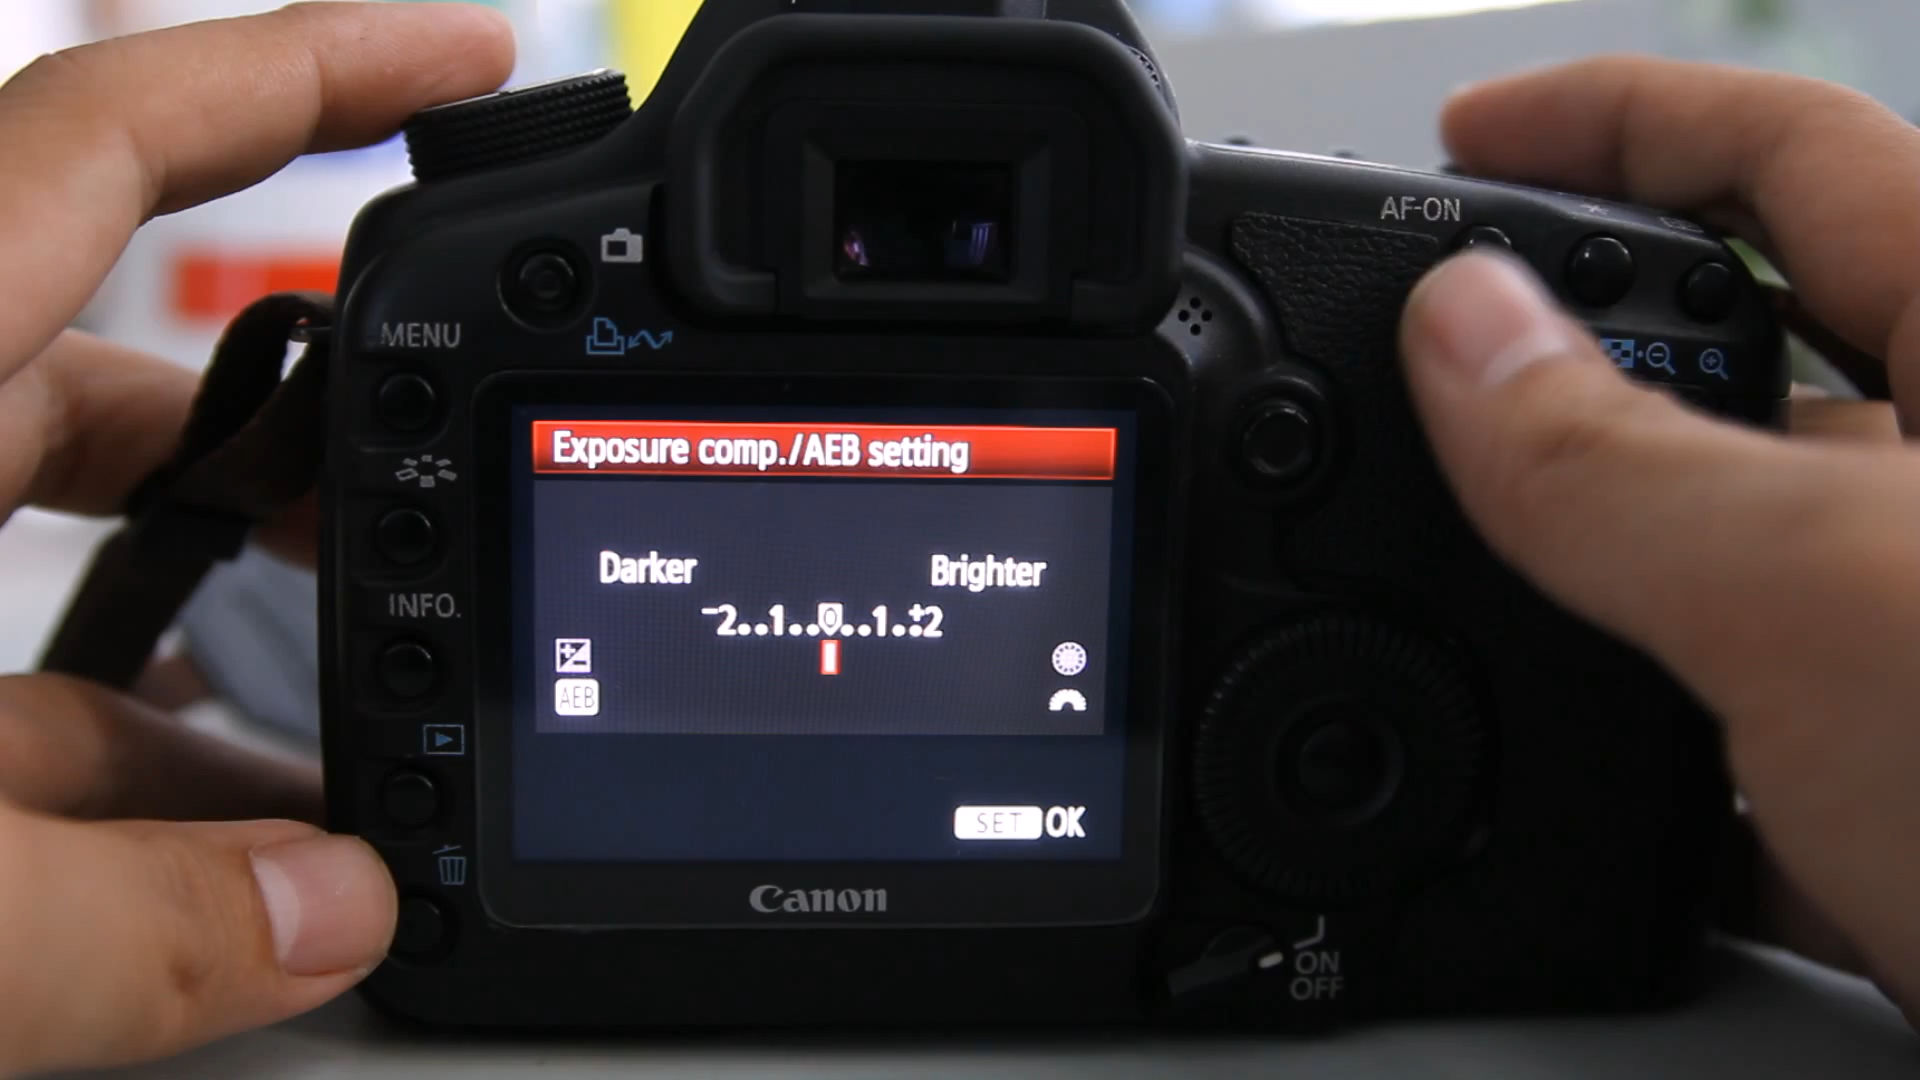 AF-ON
MENU
Exposure comp./AEB setting
Darker Brighter
-2..1..0..1..+2
INFO.
AEB
SET OK
Canon
ON
OFF